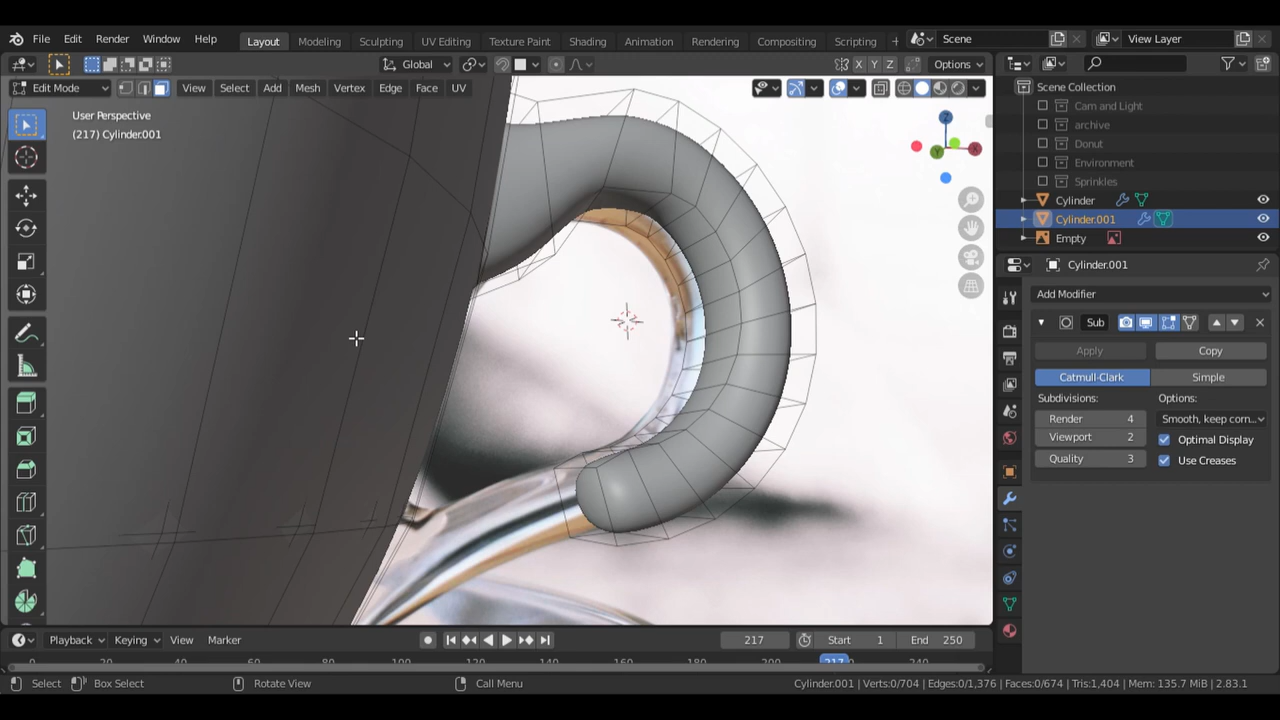 File Edit Render Window Help Layout Modeling Sculpting UV Editing Texture Paint Shading Animation Rendering Compositing Scripting + Scene View Layer
Global X Y Z Options
Edit Mode View Select Add Mesh Vertex Edge Face UV
User Perspective
(217) Cylinder.001
Z
Y X
Scene Collection
Cam and Light
archive
Donut
Environment
Sprinkles
Cylinder
Cylinder.001
Empty
Cylinder.001
Add Modifier
Sub
Apply Copy
Catmull-Clark Simple
Subdivisions: Options:
Render 4 Smooth, keep corn...
Viewport 2 Optimal Display
Quality 3 Use Creases
Playback Keying View Marker 217 Start 1 End 250
0 20 40 60 80 100 120 140 160 180 200 217 240
Select Box Select Rotate View Call Menu Cylinder.001 | Verts:0/704 | Edges:0/1,376 | Faces:0/674 | Tris:1,404 | Mem: 135.7 MiB | 2.83.1